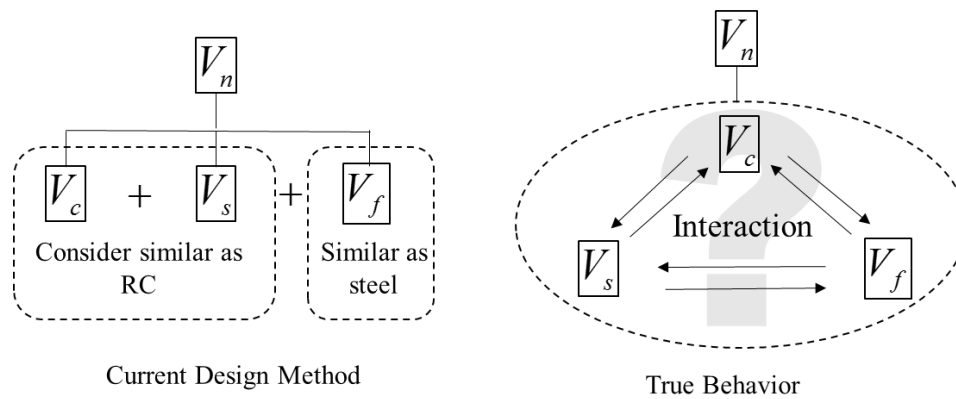 V_n
V_c + V_s + V_f
Consider similar as
RC
Similar as
steel
Current Design Method
V_n
?
V_c
Interaction
V_s
V_f
True Behavior